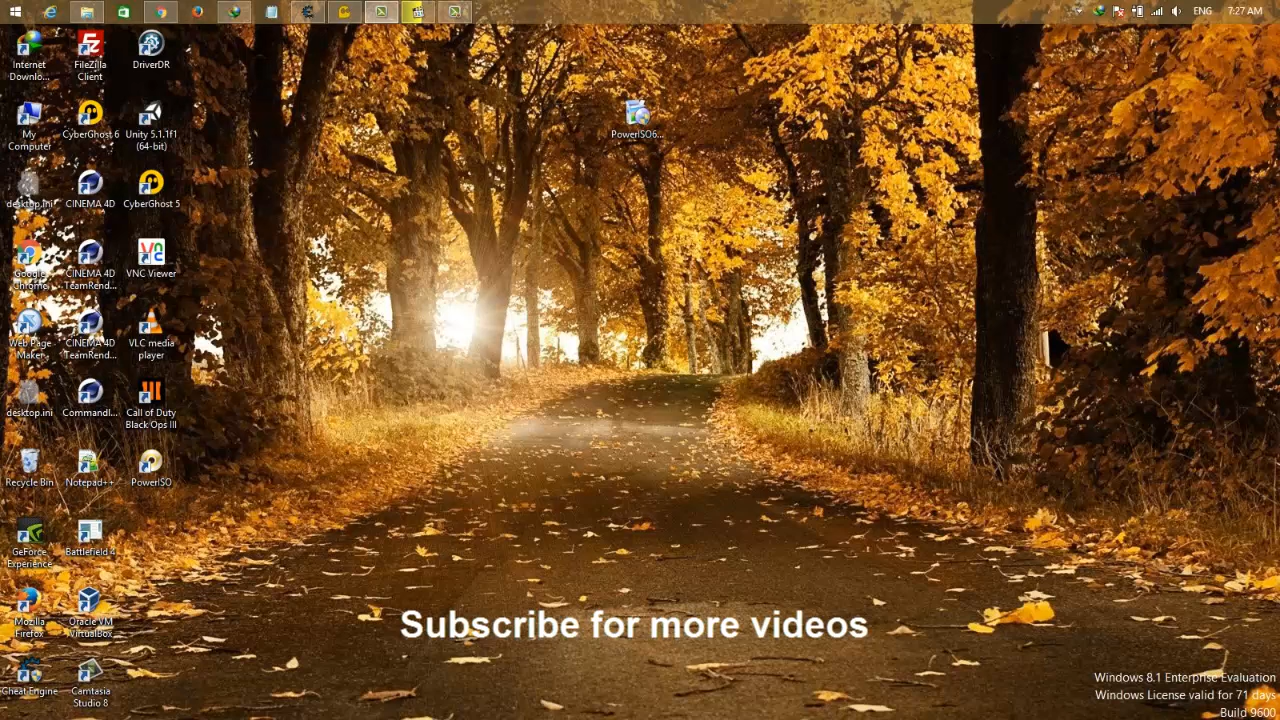 ENG
7:27 AM
Internet
Downlo...
FileZilla
Client
DriverDR
My
Computer
CyberGhost 6
Unity 5.1.1f1
(64-bit)
PowerISO6...
desktop.ini
CINEMA 4D
CyberGhost 5
Google
Chrome
CINEMA 4D
TeamRend...
VNC Viewer
Web Page
Maker
CINEMA 4D
TeamRend...
VLC media
player
desktop.ini
Commandl...
Call of Duty
Black Ops III
Recycle Bin
Notepad++
PowerISO
GeForce
Experience
Battlefield 4
Mozilla
Firefox
Oracle VM
VirtualBox
Cheat Engine
Camtasia
Studio 8
Subscribe for more videos
Windows 8.1 Enterprise Evaluation
Windows License valid for 71 days
Build 9600